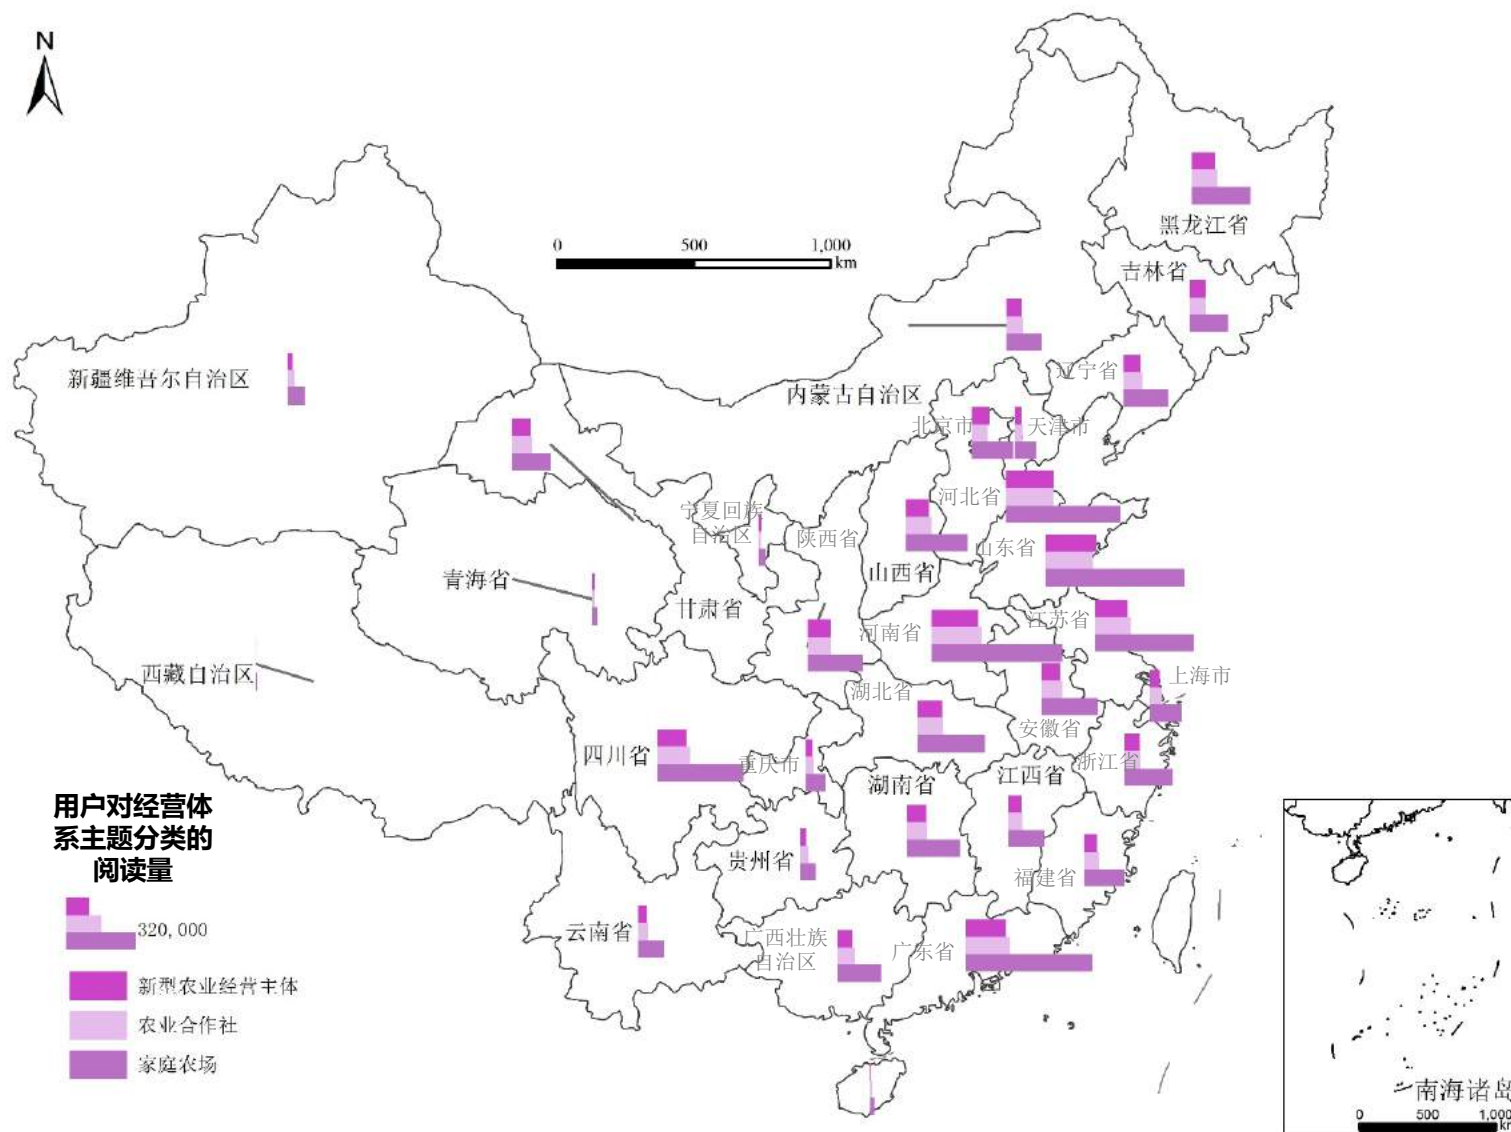 N
0 500 1,000
km
黑龙江省
吉林省
辽宁省
新疆维吾尔自治区
内蒙古自治区
北京市
天津市
河北省
宁夏回族
自治区
陕西省
山东省
山西省
青海省
甘肃省
河南省
江苏省
西藏自治区
湖北省
上海市
安徽省
四川省
重庆市
浙江省
湖南省
江西省
贵州省
福建省
云南省
广西壮族
自治区
广东省
用户对经营体
系主题分类的
阅读量
320,000
新型农业经营主体
农业合作社
家庭农场
南海诸岛
0 500 1,000
km